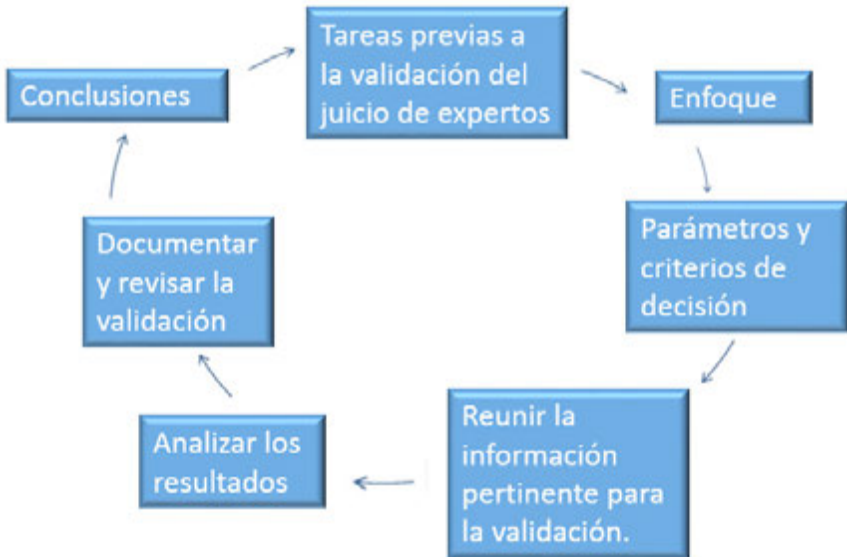 Tareas previas a
la validación del
juicio de expertos
Enfoque
Parámetros y
criterios de
decisión
Reunir la
información
pertinente para
la validación.
Analizar los
resultados
Documentar
y revisar la
validación
Conclusiones